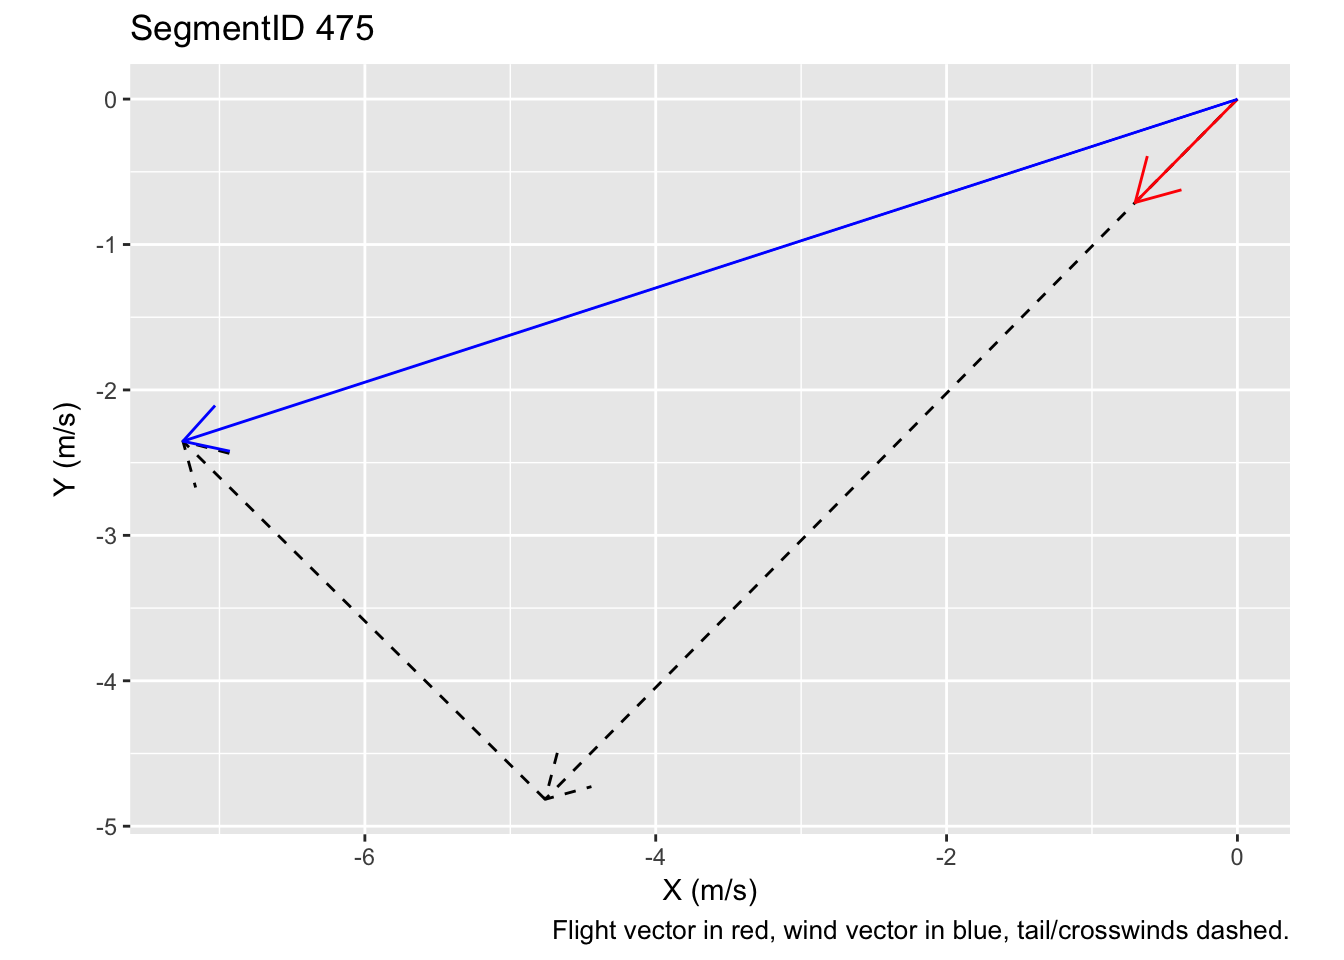 SegmentID 475
0
-1
-2
-3
-4
-5
Y (m/s)
-6 -4 -2 0
X (m/s)
Flight vector in red, wind vector in blue, tail/crosswinds dashed.